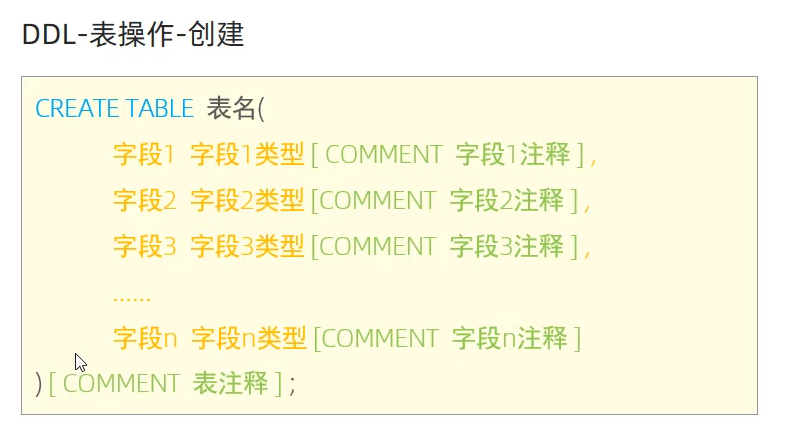 DDL-表操作-创建
CREATE TABLE 表名(
字段1 字段1类型 [ COMMENT 字段1注释 ] ,
字段2 字段2类型 [COMMENT 字段2注释 ] ,
字段3 字段3类型 [COMMENT 字段3注释 ] ,
......
字段n 字段n类型 [COMMENT 字段n注释 ]
) [ COMMENT 表注释 ] ;